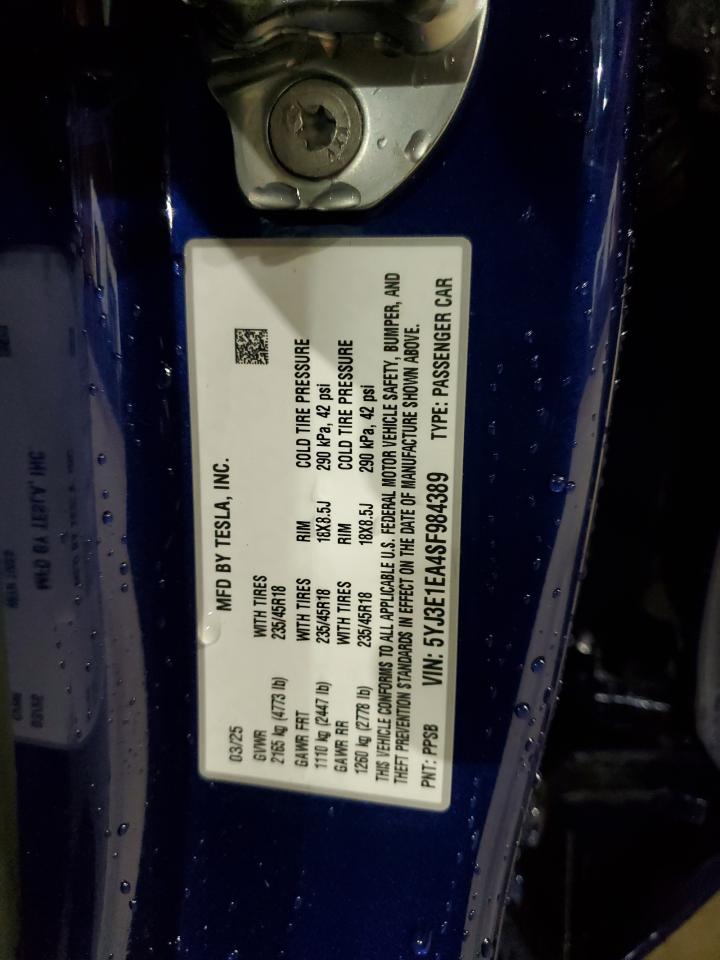 MFD BY TESLA, INC.
03/25
GVWR WITH TIRES
2165 kg (4773 lb) 235/45R18
GAWR FRT WITH TIRES RIM COLD TIRE PRESSURE
1110 kg (2447 lb) 235/45R18 18X8.5J 290 kPa, 42 psi
GAWR RR WITH TIRES RIM COLD TIRE PRESSURE
1260 kg (2778 lb) 235/45R18 18X8.5J 290 kPa, 42 psi
THIS VEHICLE CONFORMS TO ALL APPLICABLE U.S. FEDERAL MOTOR VEHICLE SAFETY, BUMPER, AND
THEFT PREVENTION STANDARDS IN EFFECT ON THE DATE OF MANUFACTURE SHOWN ABOVE.
PNT: PPSB VIN: 5YJ3E1EA4SF984389 TYPE: PASSENGER CAR